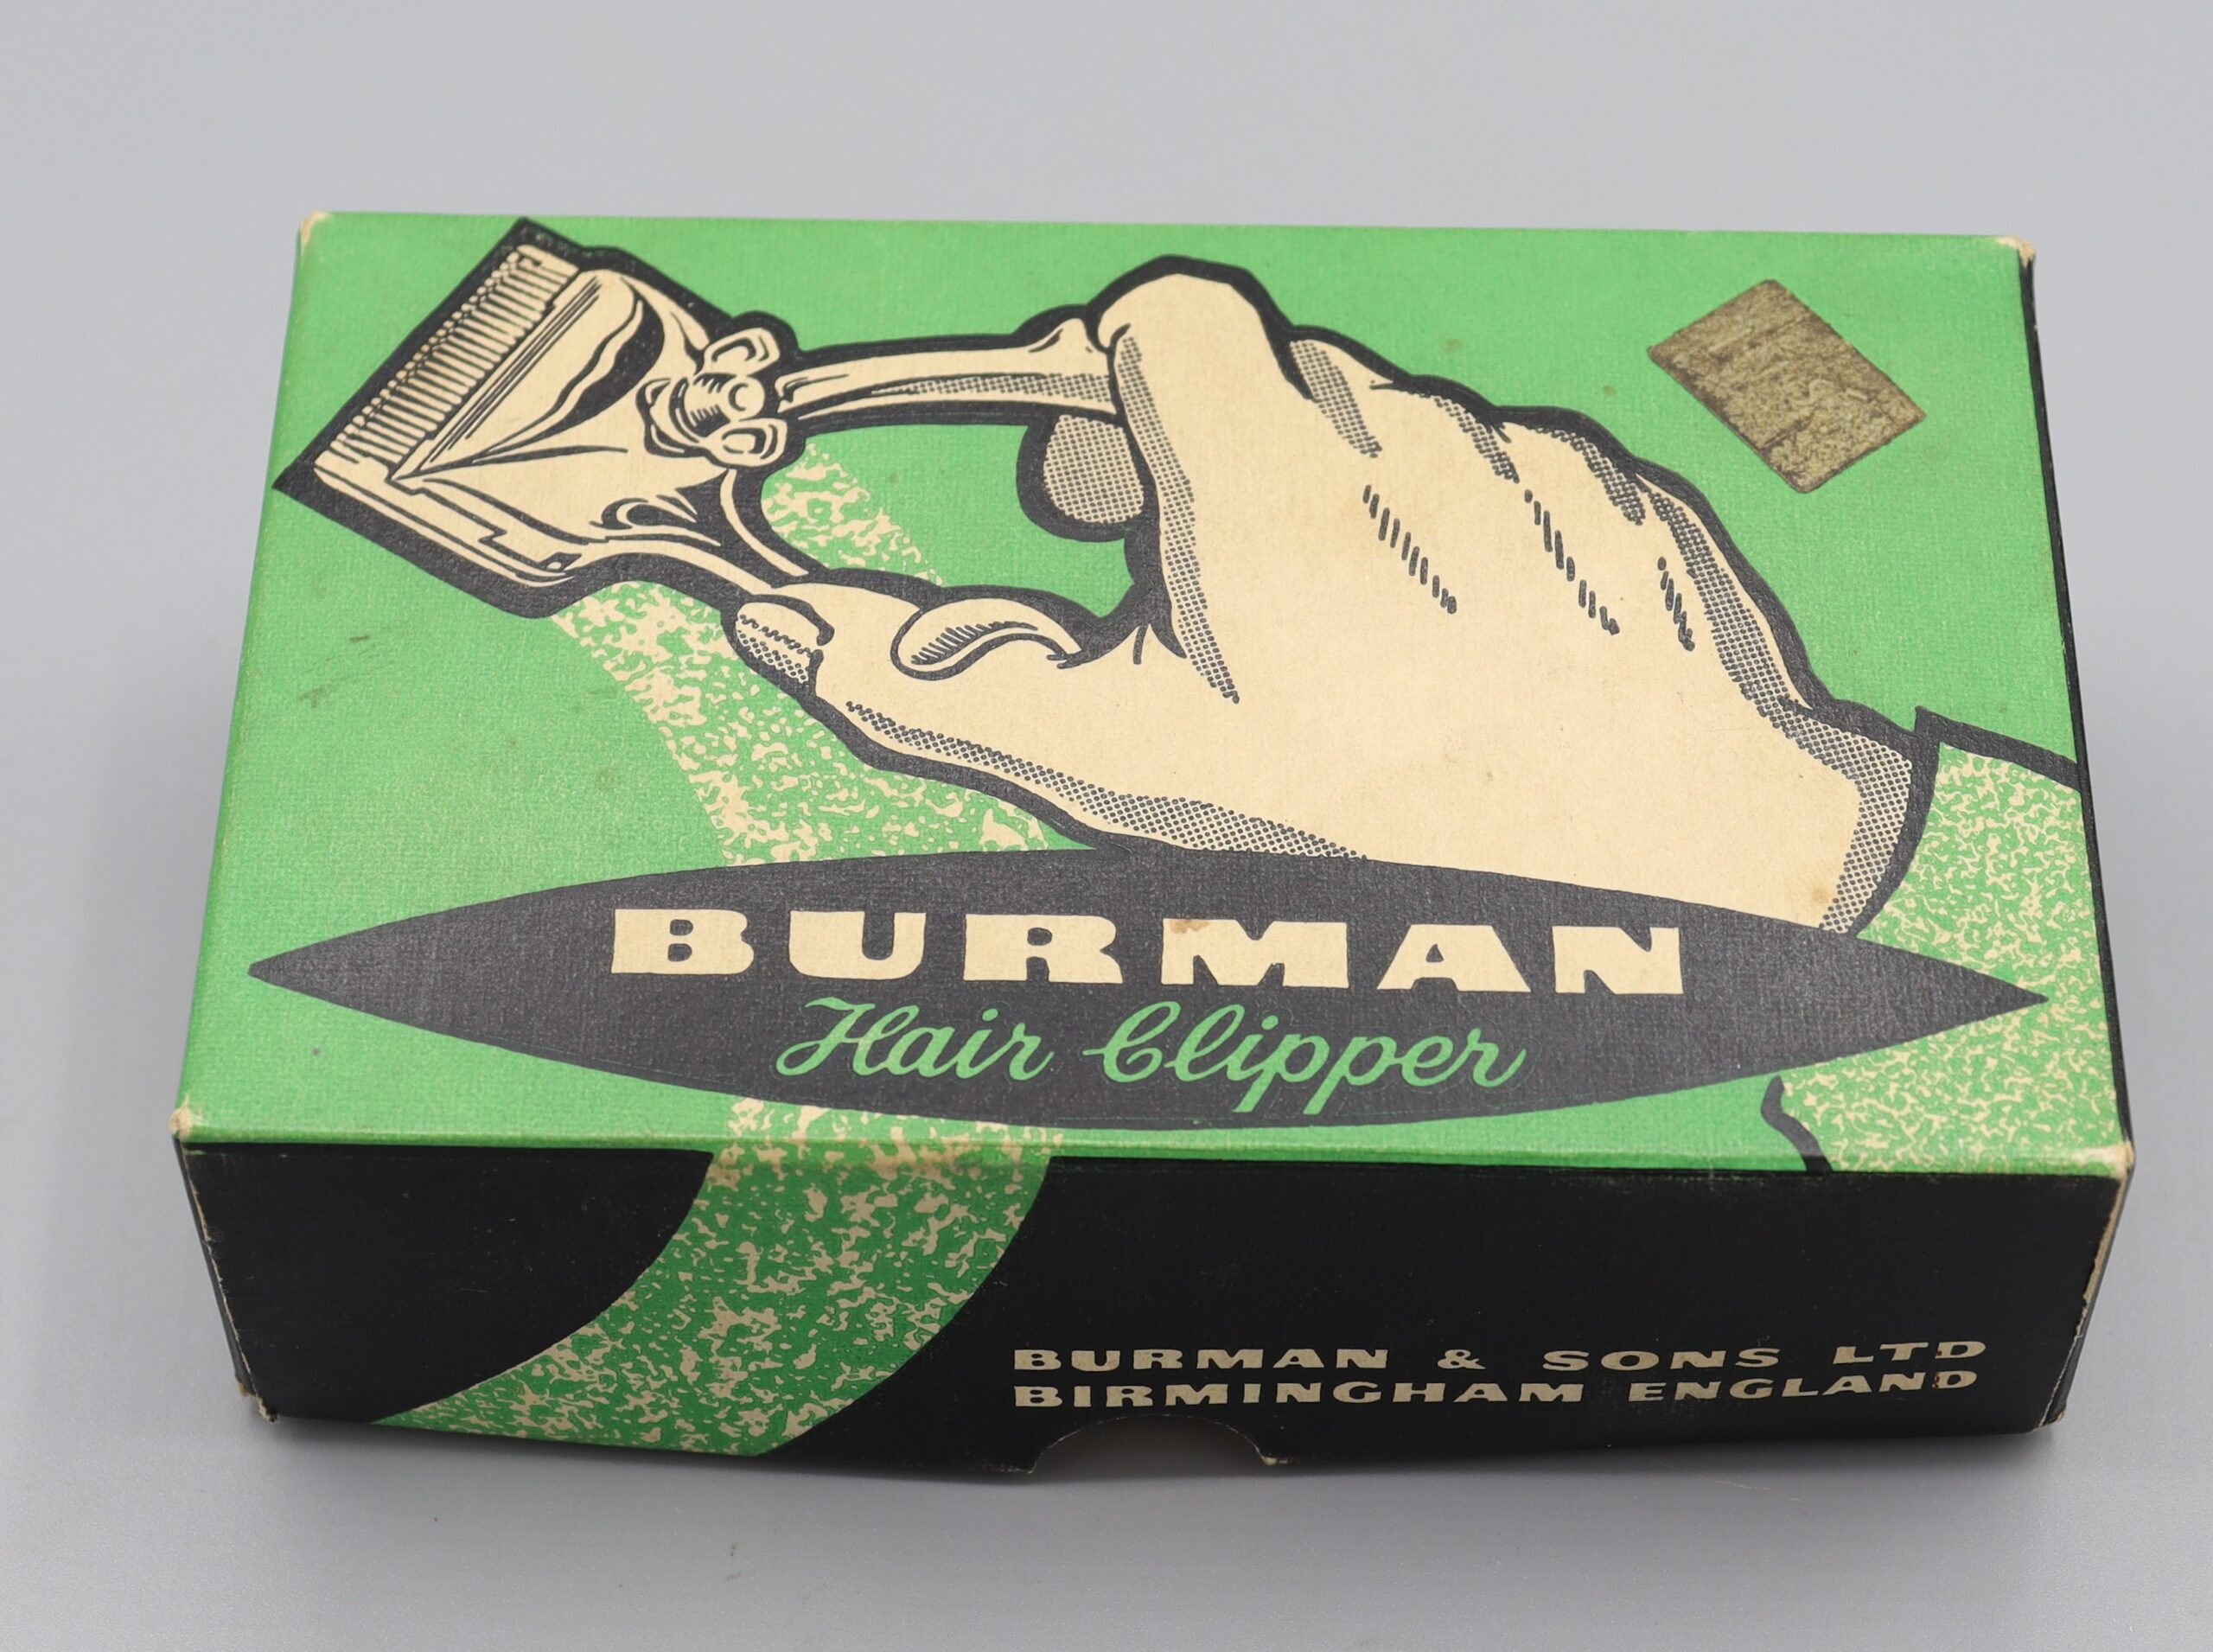 BURMAN
Hair Clipper
BURMAN & SONS LTD
BIRMINGHAM ENGLAND